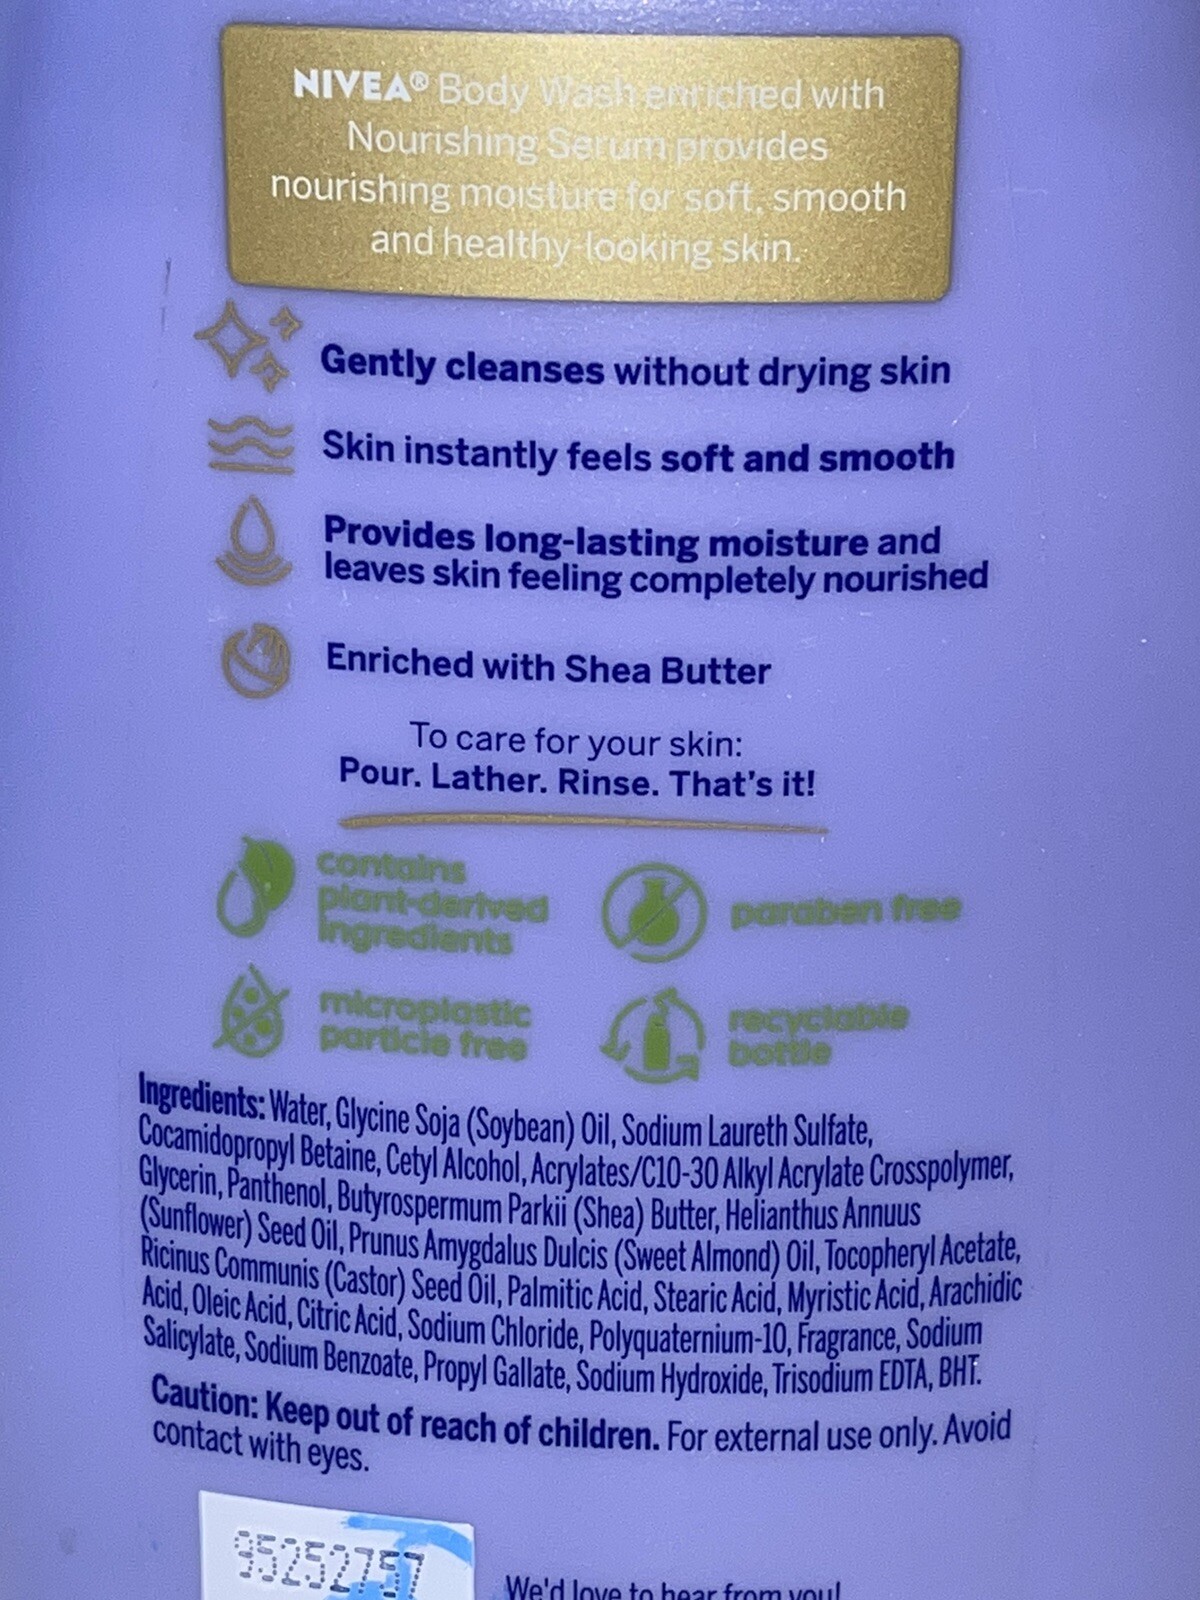 NIVEA® Body Wash enriched with
Nourishing Serum provides
nourishing moisture for soft, smooth
and healthy-looking skin.
Gently cleanses without drying skin
Skin instantly feels soft and smooth
Provides long-lasting moisture and
leaves skin feeling completely nourished
Enriched with Shea Butter
To care for your skin:
Pour. Lather. Rinse. That's it!
contains
plant-derived
ingredients
paraben free
microplastic
particle free
recyclable
bottle
Ingredients: Water, Glycine Soja (Soybean) Oil, Sodium Laureth Sulfate,
Cocamidopropyl Betaine, Cetyl Alcohol, Acrylates/C10-30 Alkyl Acrylate Crosspolymer,
Glycerin, Panthenol, Butyrospermum Parkii (Shea) Butter, Helianthus Annuus
(Sunflower) Seed Oil, Prunus Amygdalus Dulcis (Sweet Almond) Oil, Tocopheryl Acetate,
Ricinus Communis (Castor) Seed Oil, Palmitic Acid, Stearic Acid, Myristic Acid, Arachidic
Acid, Oleic Acid, Citric Acid, Sodium Chloride, Polyquaternium-10, Fragrance, Sodium
Salicylate, Sodium Benzoate, Propyl Gallate, Sodium Hydroxide, Trisodium EDTA, BHT.
Caution: Keep out of reach of children. For external use only. Avoid
contact with eyes.
95252757
We'd love to hear from you!